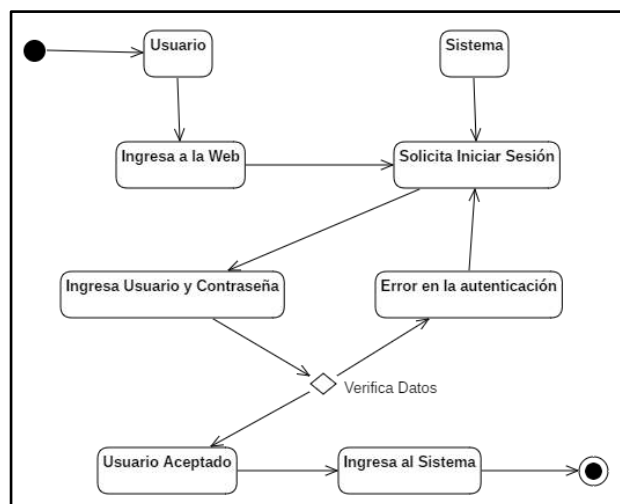 Usuario
Sistema
Ingresa a la Web
Solicita Iniciar Sesión
Ingresa Usuario y Contraseña
Error en la autenticación
Verifica Datos
Usuario Aceptado
Ingresa al Sistema